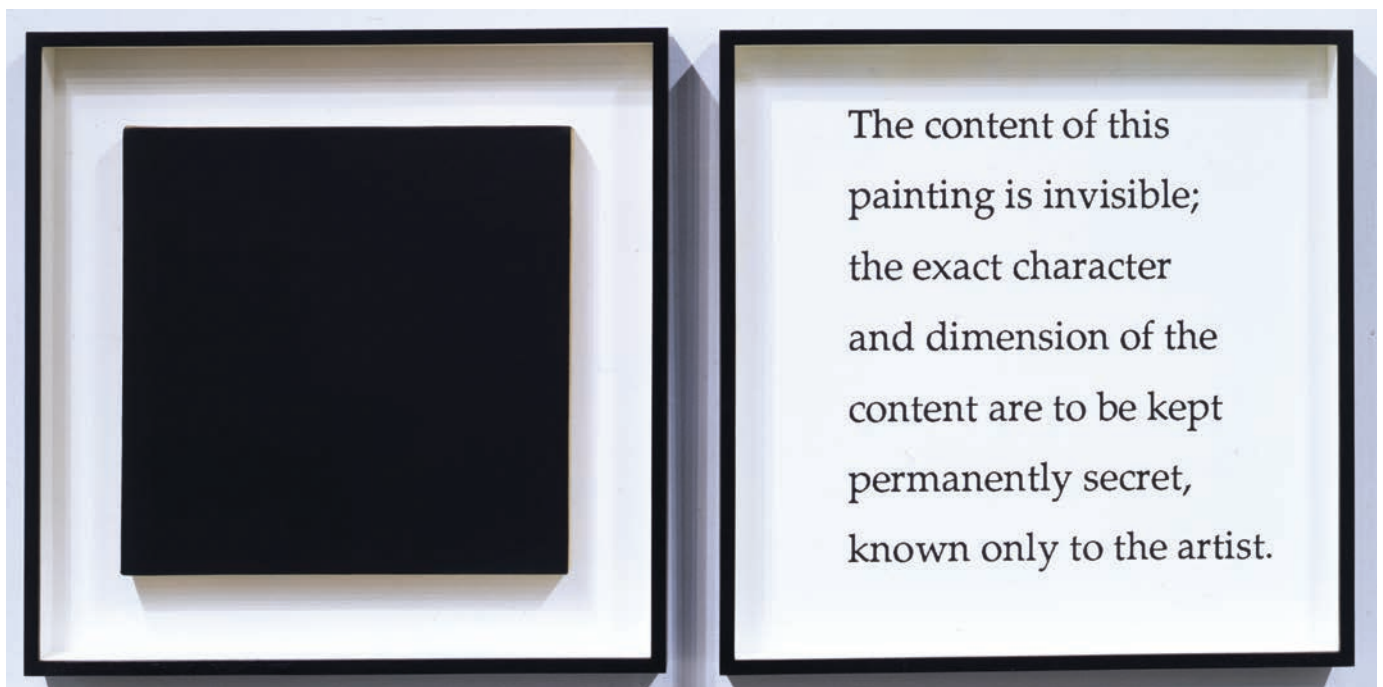 The content of this
painting is invisible;
the exact character
and dimension of the
content are to be kept
permanently secret,
known only to the artist.